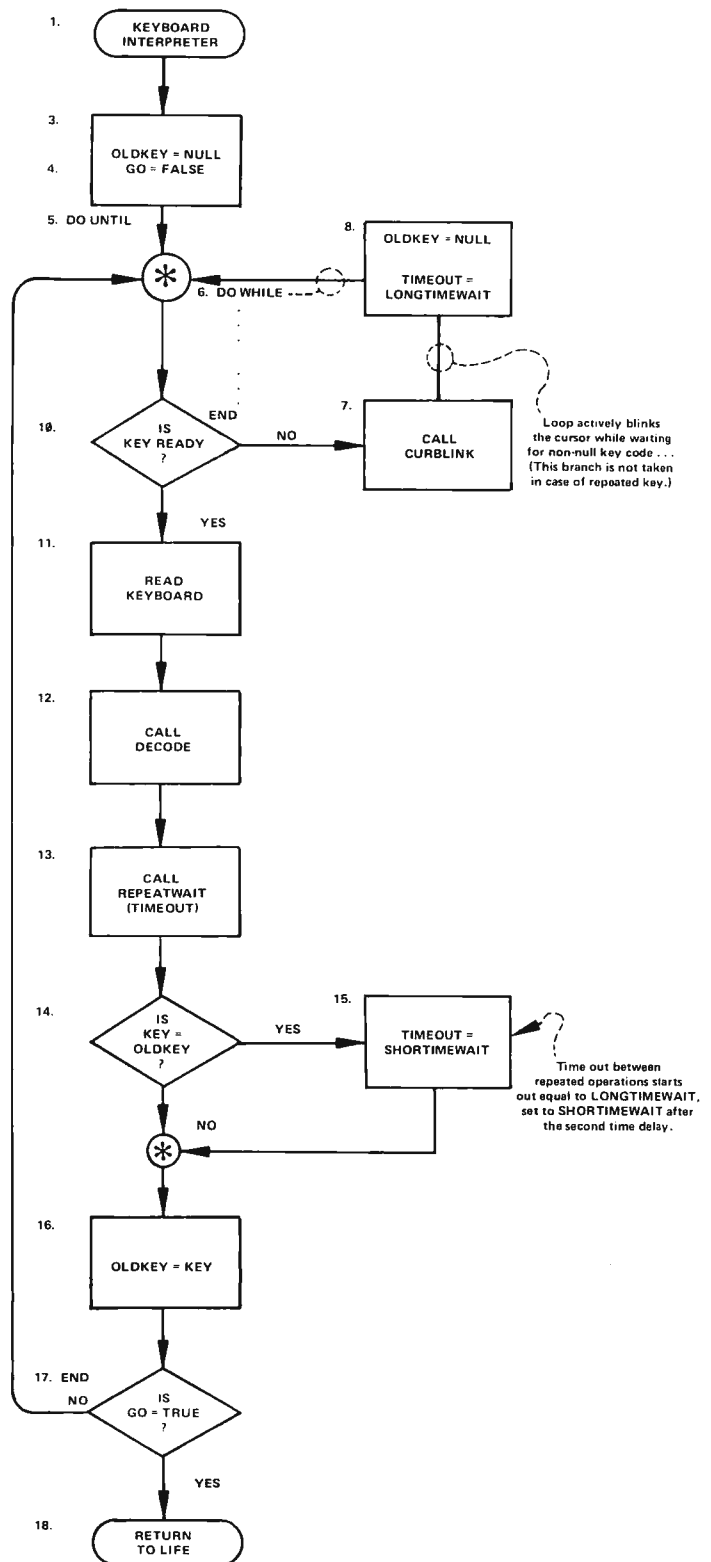 1.
KEYBOARD
INTERPRETER
3.
OLDKEY = NULL
4.
GO = FALSE
5. DO UNTIL
8.
OLDKEY = NULL
TIMEOUT =
LONGTIMEWAIT
*
6. DO WHILE
END
10.
IS
KEY READY
?
NO
7.
CALL
CURBLINK
Loop actively blinks
the cursor while waiting
for non-null key code . . .
(This branch is not taken
in case of repeated key.)
YES
11.
READ
KEYBOARD
12.
CALL
DECODE
13.
CALL
REPEATWAIT
(TIMEOUT)
14.
IS
KEY =
OLDKEY
?
YES
15.
TIMEOUT =
SHORTIMEWAIT
Time out between
repeated operations starts
out equal to LONGTIMEWAIT,
set to SHORTIMEWAIT after
the second time delay.
NO
*
16.
OLDKEY = KEY
17. END
NO
IS
GO = TRUE
?
YES
18.
RETURN
TO LIFE